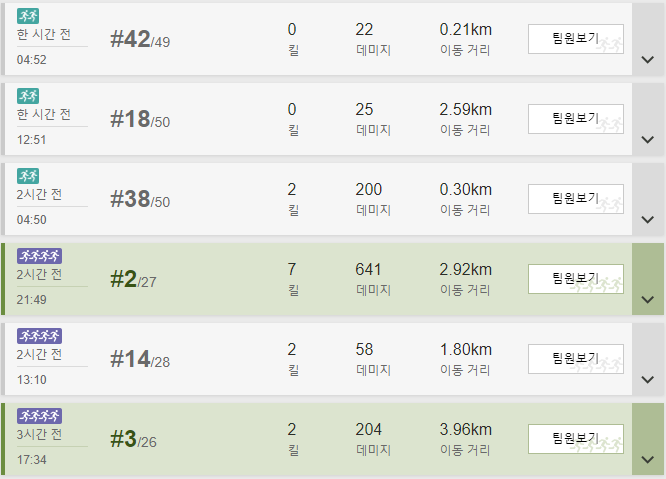 한 시간 전
04:52
#42/49
0
킬
22
데미지
0.21km
이동 거리
팀원보기
한 시간 전
12:51
#18/50
0
킬
25
데미지
2.59km
이동 거리
팀원보기
2시간 전
04:50
#38/50
2
킬
200
데미지
0.30km
이동 거리
팀원보기
2시간 전
21:49
#2/27
7
킬
641
데미지
2.92km
이동 거리
팀원보기
2시간 전
13:10
#14/28
2
킬
58
데미지
1.80km
이동 거리
팀원보기
3시간 전
17:34
#3/26
2
킬
204
데미지
3.96km
이동 거리
팀원보기